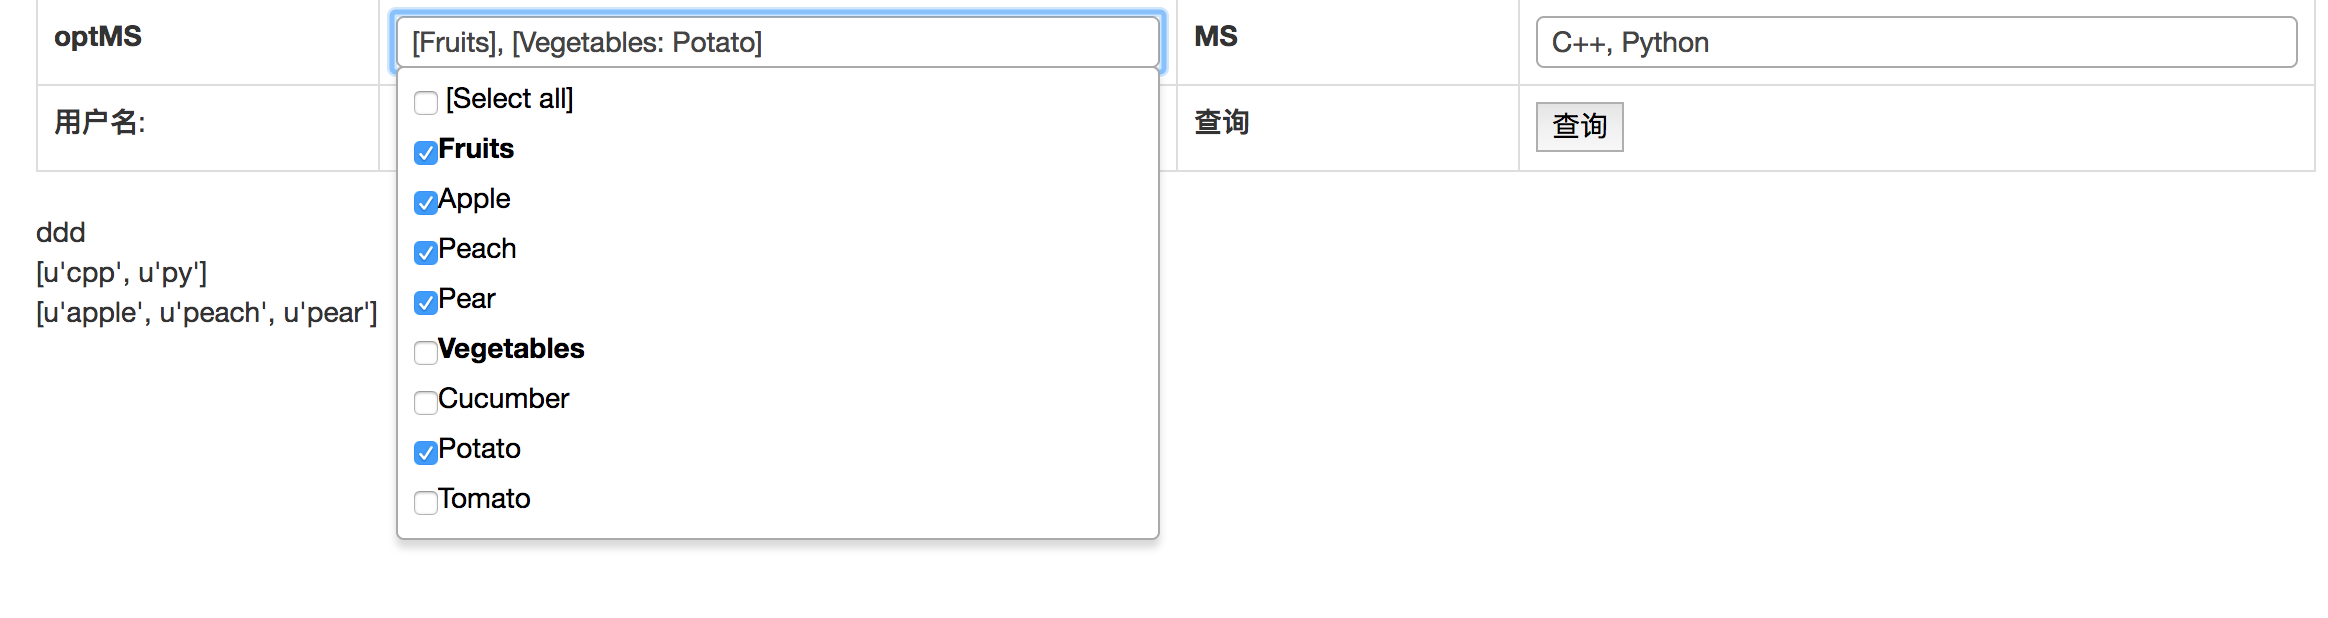 optMS
[Fruits], [Vegetables: Potato]
MS
C++, Python
[Select all]
用户名:
查询
查询
Fruits
Apple
Peach
Pear
Vegetables
Cucumber
Potato
Tomato
ddd
[u'cpp', u'py']
[u'apple', u'peach', u'pear']